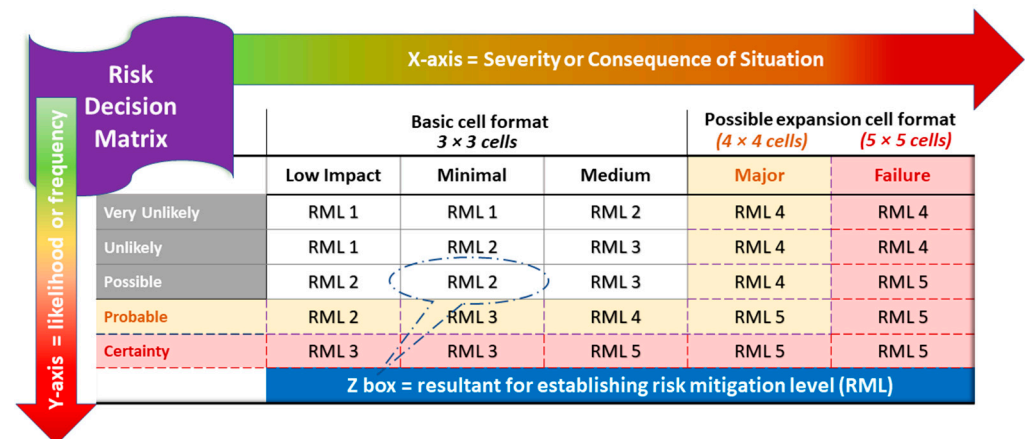 Risk
Decision
Matrix
X-axis = Severity or Consequence of Situation
Y-axis = likelihood or frequency
Basic cell format
3 × 3 cells
Possible expansion cell format
(4 × 4 cells) (5 × 5 cells)
Low Impact Minimal Medium Major Failure
Very Unlikely RML 1 RML 1 RML 2 RML 4 RML 4
Unlikely RML 1 RML 2 RML 3 RML 4 RML 4
Possible RML 2 RML 2 RML 3 RML 4 RML 5
Probable RML 2 RML 3 RML 4 RML 5 RML 5
Certainty RML 3 RML 3 RML 5 RML 5 RML 5
Z box = resultant for establishing risk mitigation level (RML)